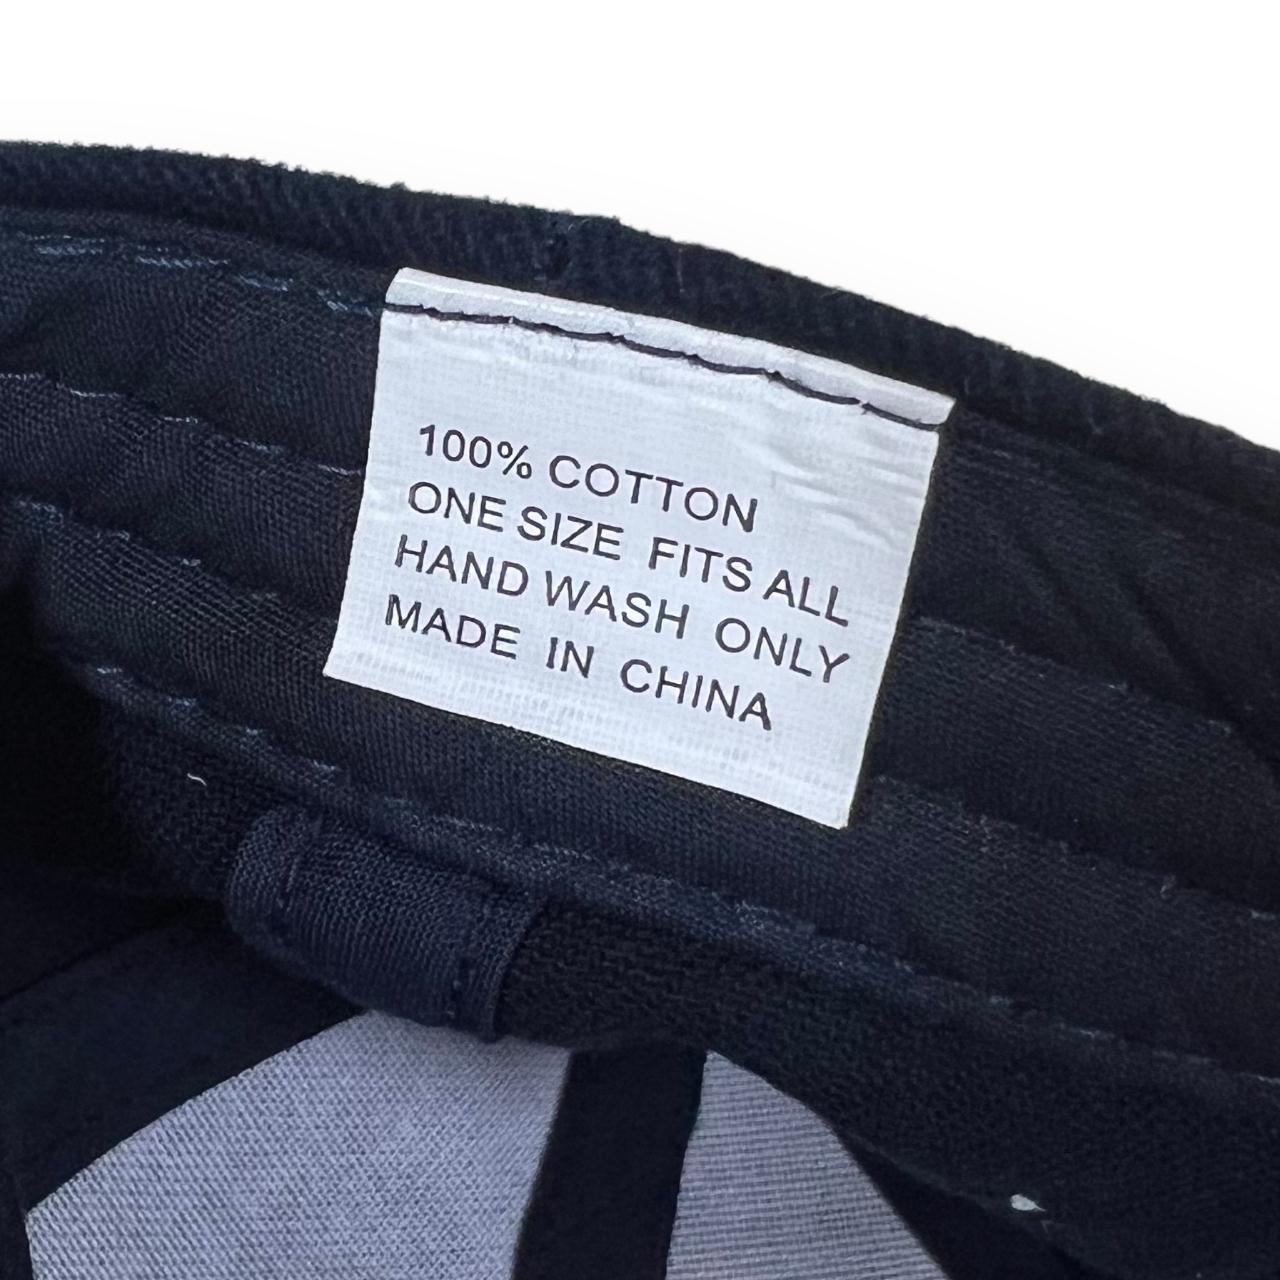 100% COTTON
ONE SIZE FITS ALL
HAND WASH ONLY
MADE IN CHINA